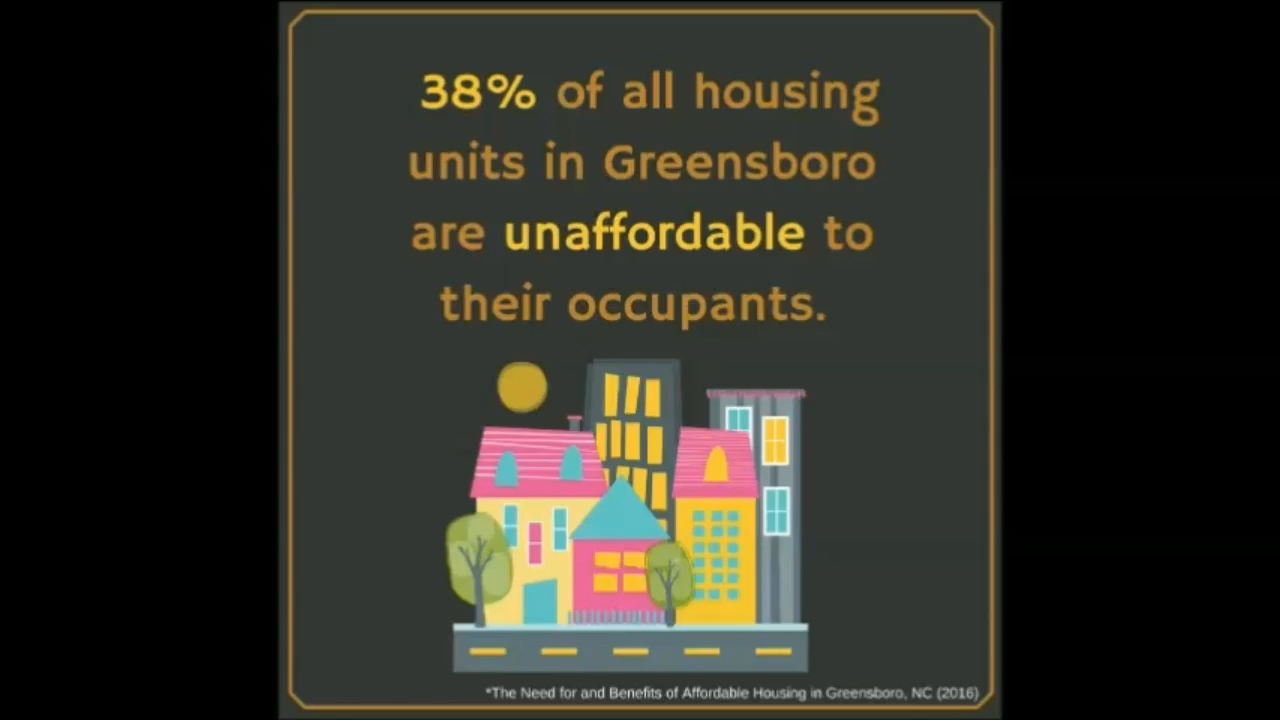 38% of all housing
units in Greensboro
are unaffordable to
their occupants.
*The Need for and Benefits of Affordable Housing in Greensboro, NC (2016)